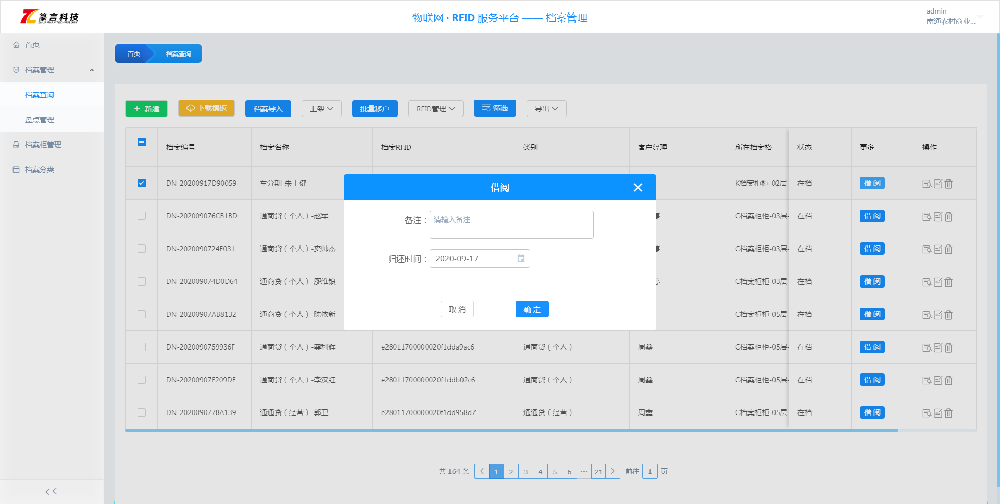 篆言科技
ZHUANYAN TECHNOLOGY
物联网 · RFID 服务平台 —— 档案管理
admin
南通农村商业...
首页
档案管理
档案查询
盘点管理
档案柜管理
档案分类
<<
首页 档案查询
新建 下载模板 档案导入 上架 批量移户 RFID管理 筛选 导出
档案编号 档案名称 档案RFID 类别 客户经理 所在档案格 状态 更多 操作
DN-20200917D90059 车分期-朱王健 K档案柜柜-02层- 在档 借 阅
DN-202009076CB1BD 通商贷（个人）-赵军 C档案柜柜-03层- 在档 借 阅
DN-2020090724E031 通商贷（个人）-窦帅杰 C档案柜柜-03层- 在档 借 阅
DN-202009074D0D64 通商贷（个人）-廖维锒 C档案柜柜-03层- 在档 借 阅
DN-20200907AB8132 通商贷（个人）-陈依新 C档案柜柜-05层- 在档 借 阅
DN-2020090759936F 通商贷（个人）-龚利辉 e28011700000020f1dda9ac6 通商贷（个人） 周鑫 C档案柜柜-05层- 在档 借 阅
DN-20200907E209DE 通商贷（个人）-李汉红 e28011700000020f1ddb02c6 通商贷（个人） 周鑫 C档案柜柜-05层- 在档 借 阅
DN-2020090778A139 通通贷（经营）-郭卫 e28011700000020f1dd958d7 通通贷（经营） 周鑫 C档案柜柜-05层- 在档 借 阅
借阅
备注：
请输入备注
归还时间：
2020-09-17
取 消 确 定
共 164 条 < 1 2 3 4 5 6 ··· 21 > 前往 1 页